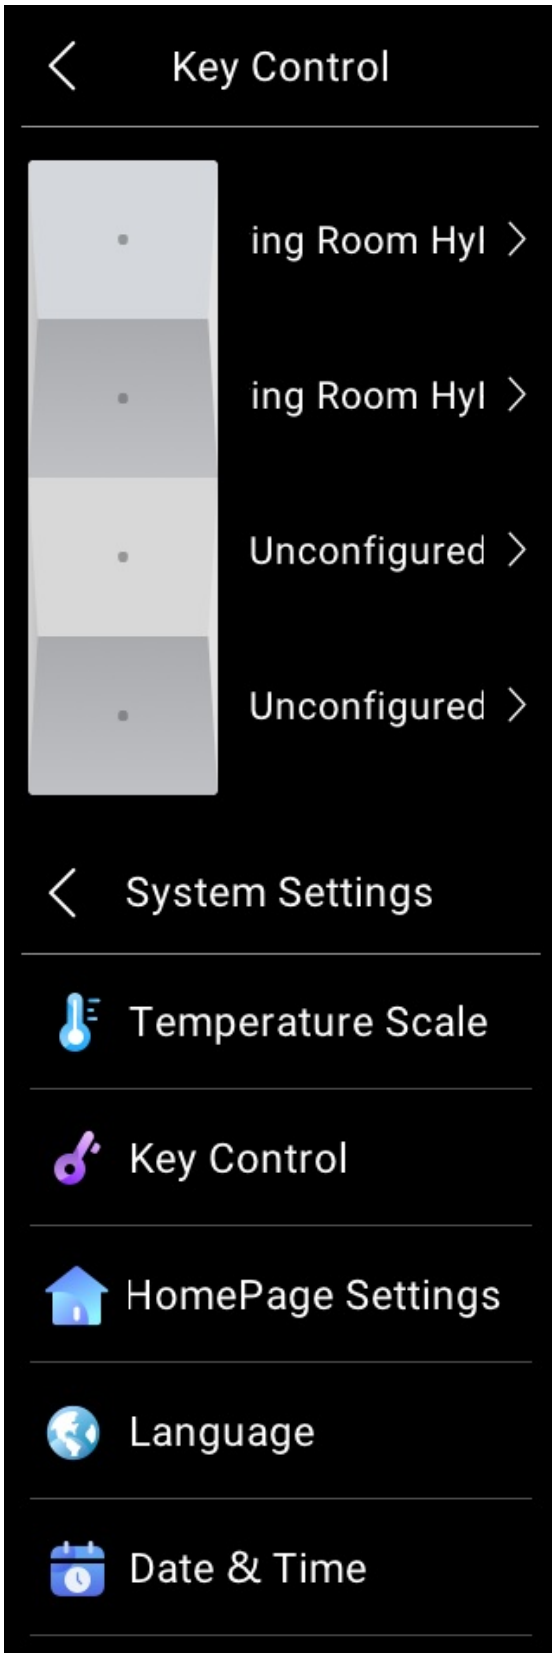 Key Control
ing Room Hyl
ing Room Hyl
Unconfigured
Unconfigured
System Settings
Temperature Scale
Key Control
HomePage Settings
Language
Date & Time